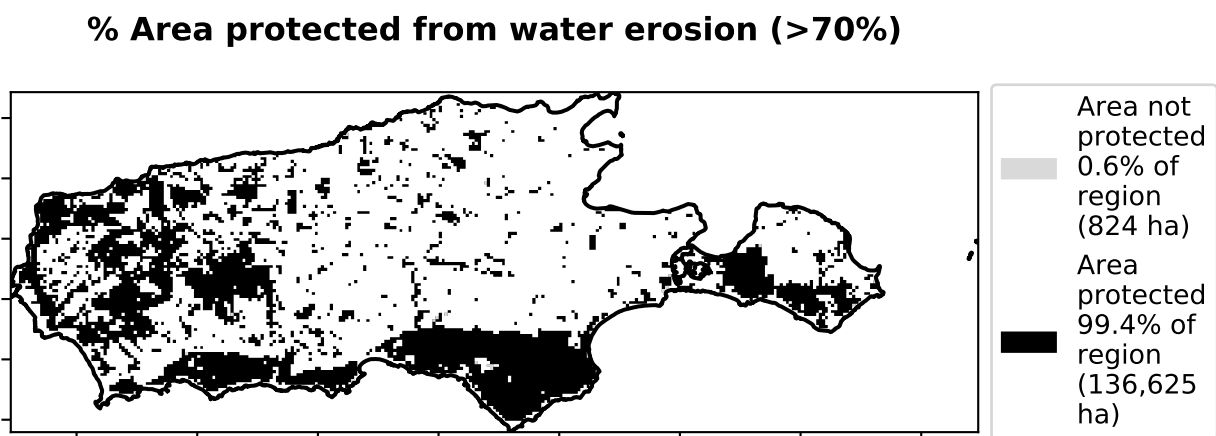 % Area protected from water erosion (>70%)
Area not
protected
0.6% of
region
(824 ha)
Area
protected
99.4% of
region
(136,625
ha)